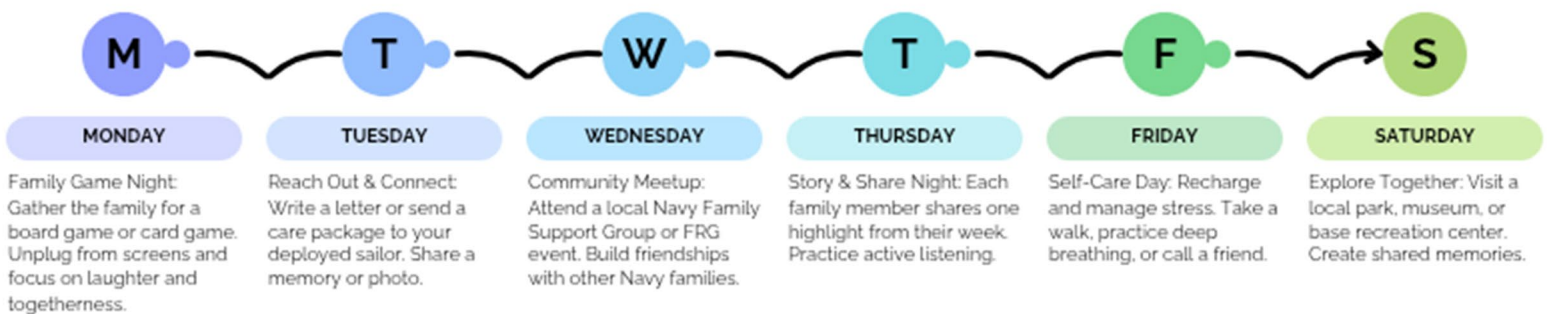 M
T
W
T
F
S
MONDAY
Family Game Night:
Gather the family for a
board game or card game.
Unplug from screens and
focus on laughter and
togetherness.
TUESDAY
Reach Out & Connect:
Write a letter or send a
care package to your
deployed sailor. Share a
memory or photo.
WEDNESDAY
Community Meetup:
Attend a local Navy Family
Support Group or FRG
event. Build friendships
with other Navy families.
THURSDAY
Story & Share Night: Each
family member shares one
highlight from their week.
Practice active listening.
FRIDAY
Self-Care Day: Recharge
and manage stress. Take a
walk, practice deep
breathing, or call a friend.
SATURDAY
Explore Together: Visit a
local park, museum, or
base recreation center.
Create shared memories.